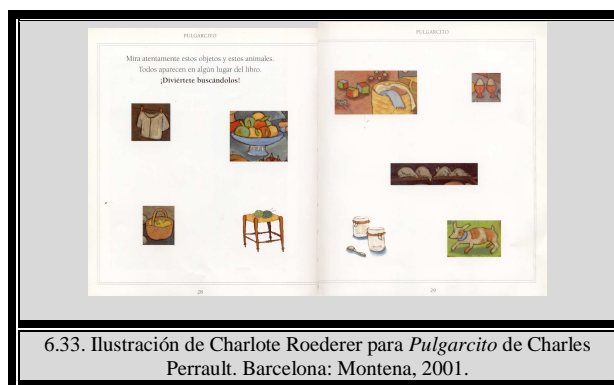 PULGARCITO
Mira atentamente estos objetos y estos animales.
Todos aparecen en algún lugar del libro.
¡Diviértete buscándolos!
28
PULGARCITO
29
6.33. Ilustración de Charlote Roederer para Pulgarcito de Charles
Perrault. Barcelona: Montena, 2001.